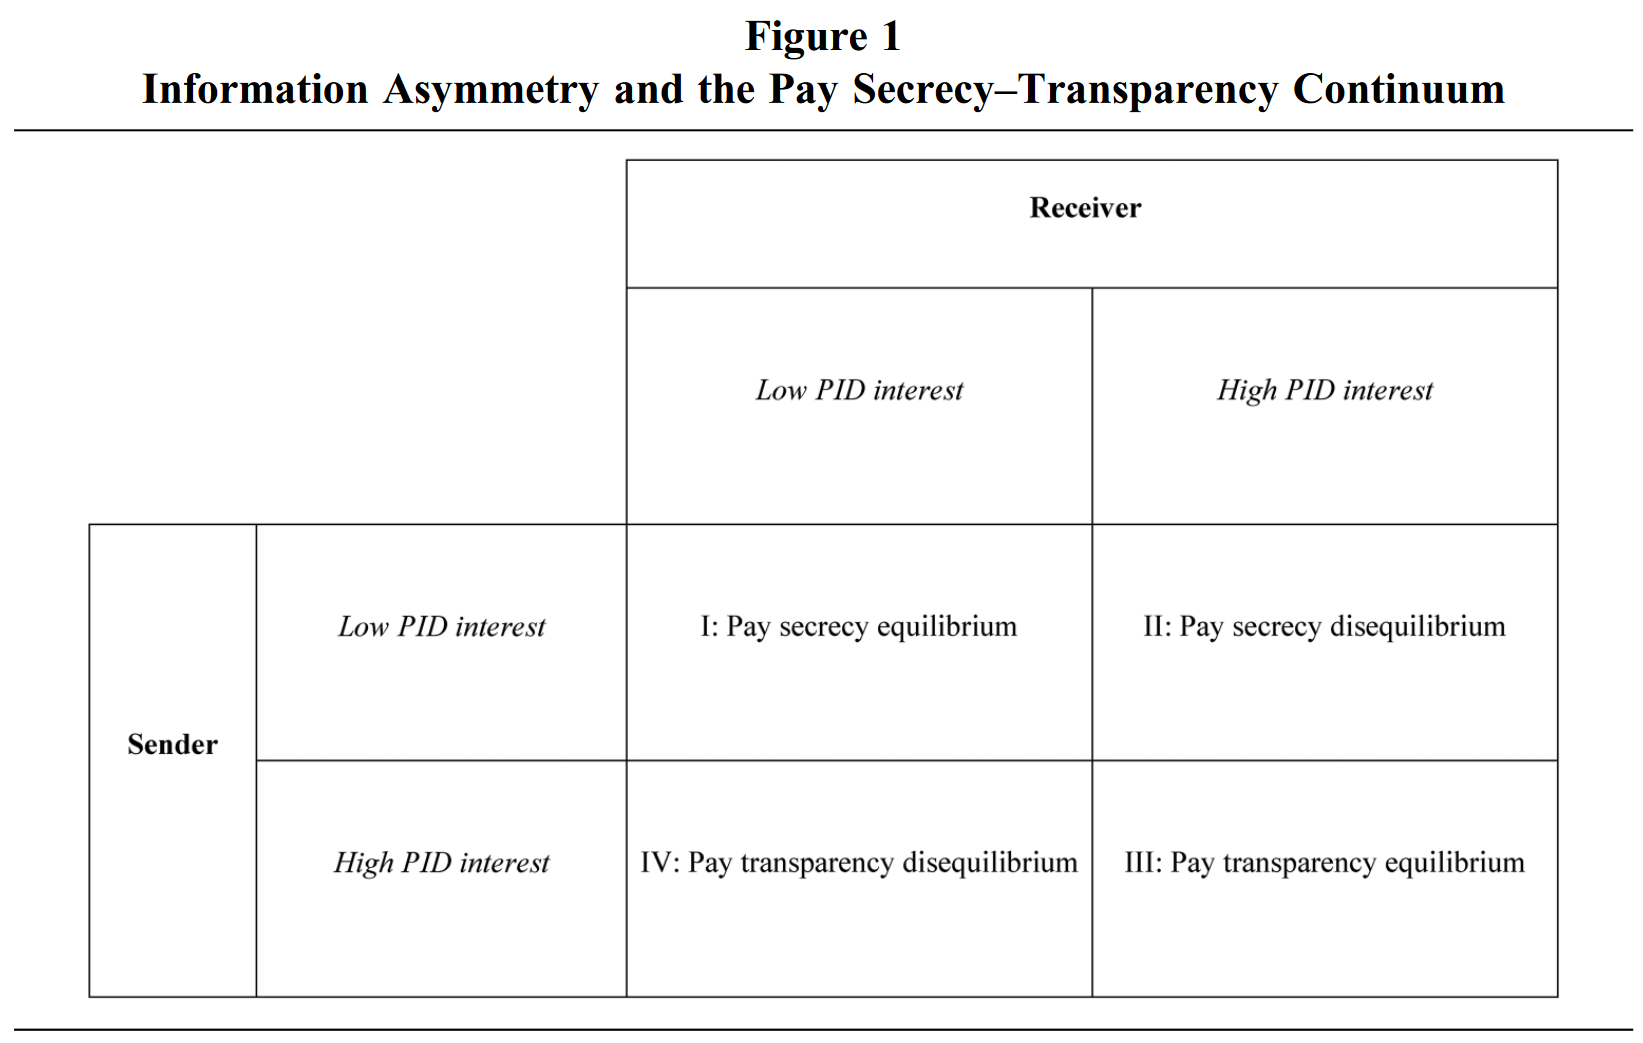 Figure 1
Information Asymmetry and the Pay Secrecy–Transparency Continuum
Receiver
Low PID interest
High PID interest
Sender
Low PID interest
I: Pay secrecy equilibrium
II: Pay secrecy disequilibrium
High PID interest
IV: Pay transparency disequilibrium
III: Pay transparency equilibrium